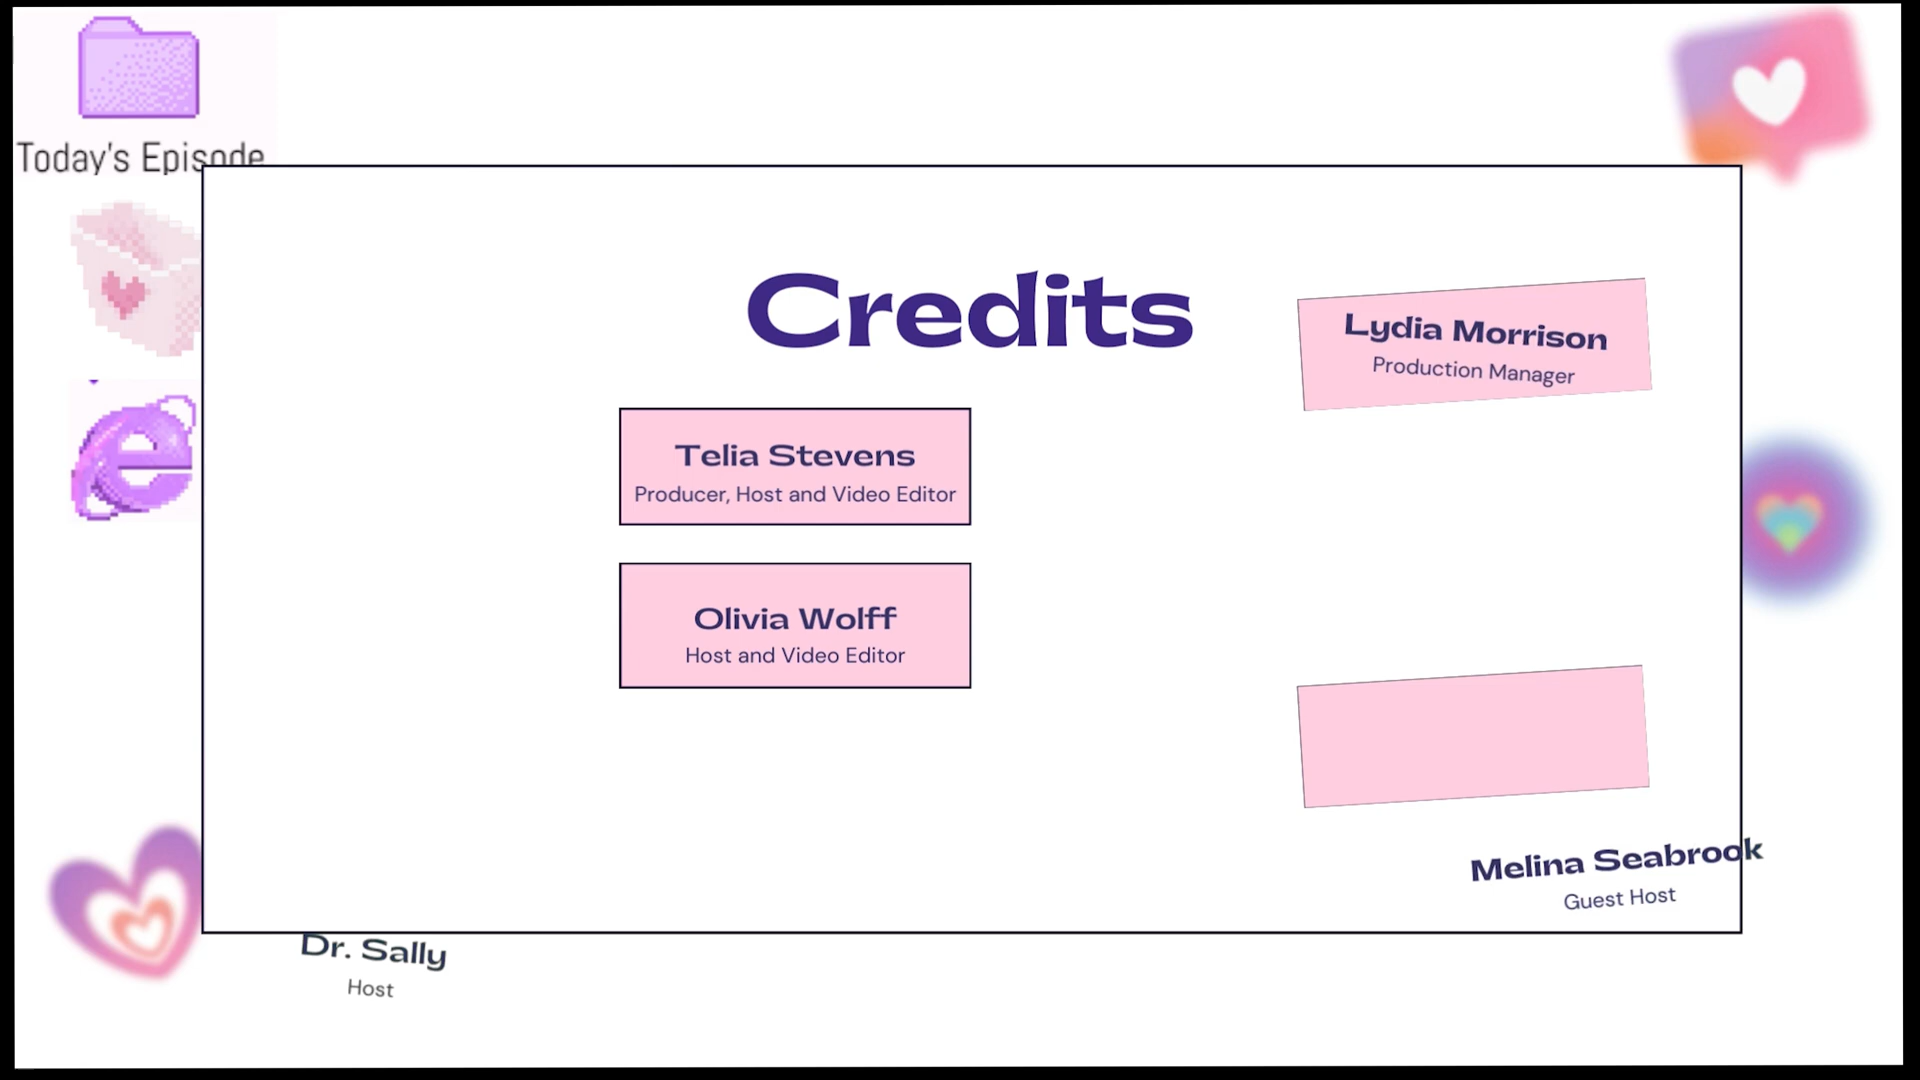 Today's Episode
Credits
Lydia Morrison
Production Manager
Telia Stevens
Producer, Host and Video Editor
Olivia Wolff
Host and Video Editor
Melina Seabrook
Guest Host
Dr. Sally
Host